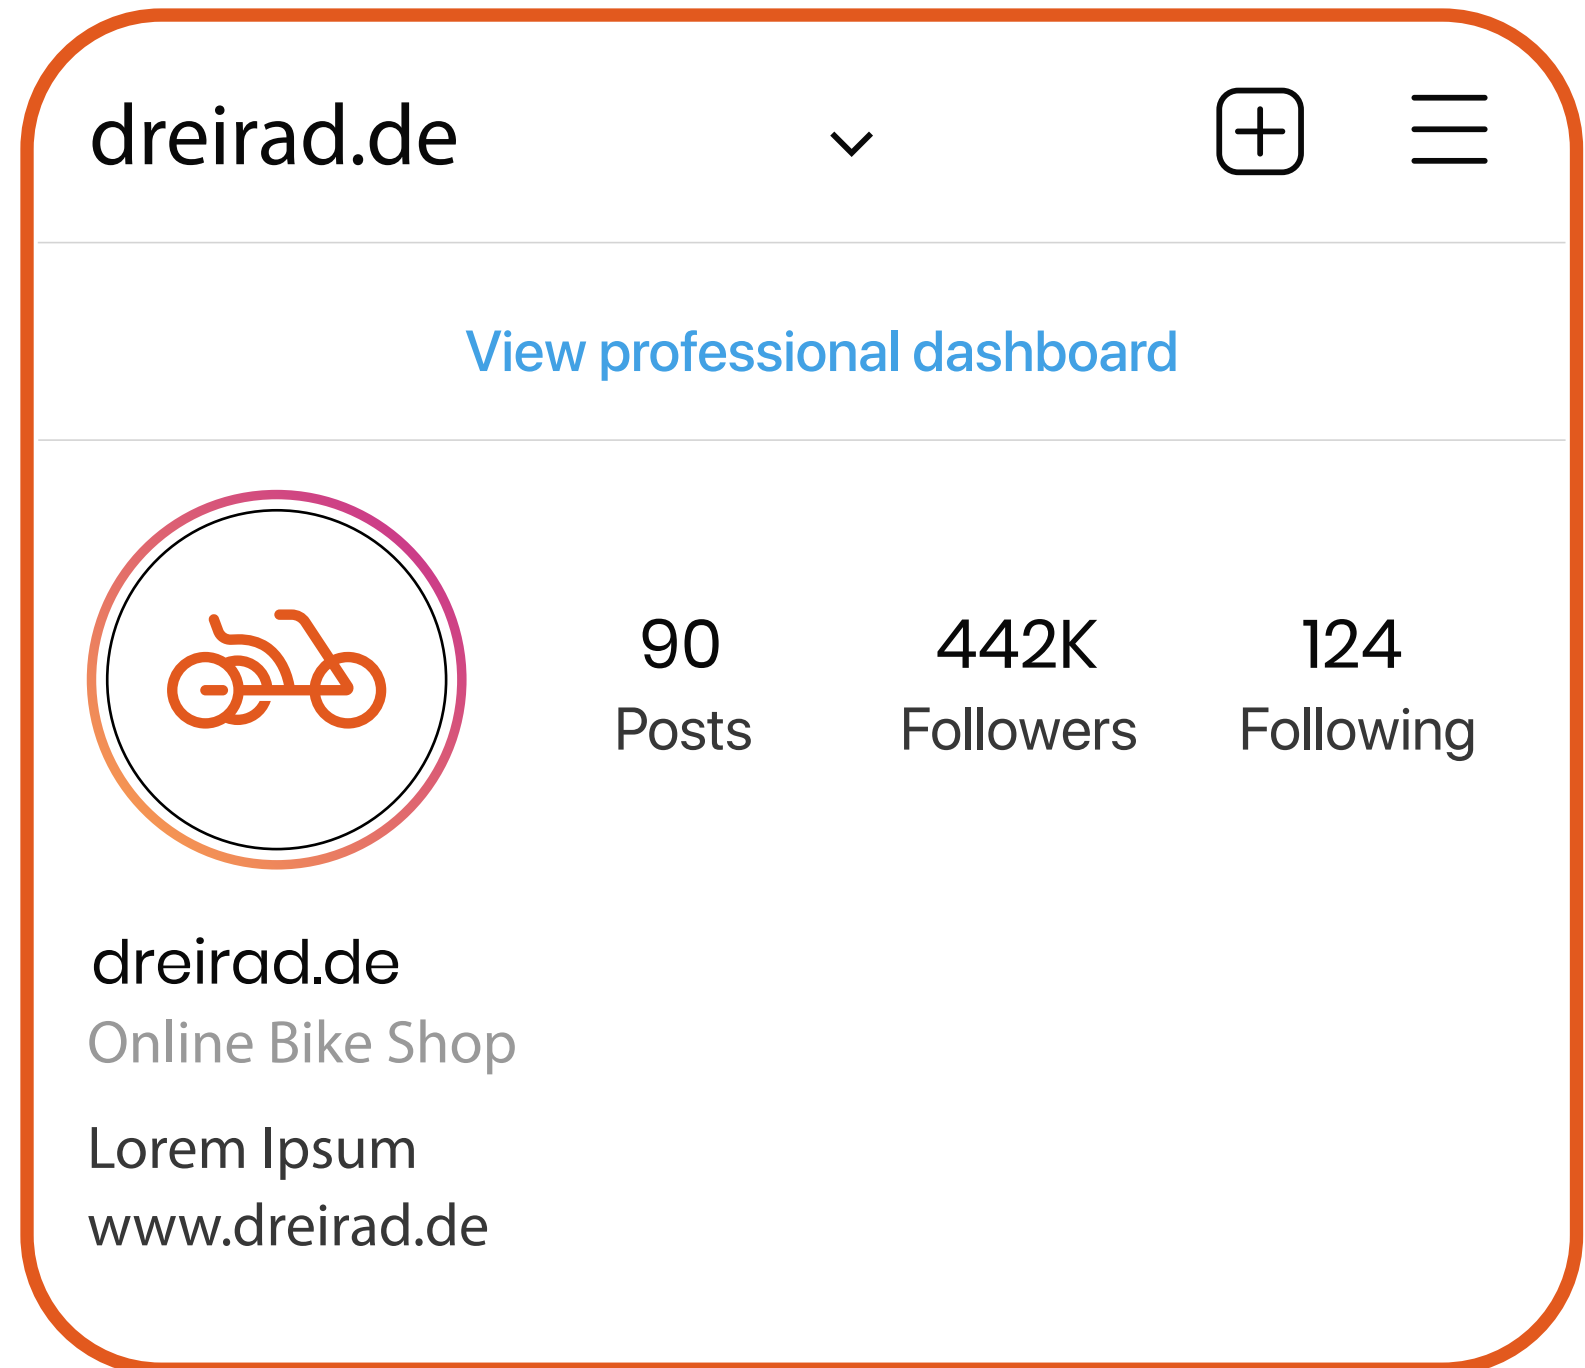 dreirad.de
View professional dashboard
90 442K 124
Posts Followers Following
dreirad.de
Online Bike Shop
Lorem Ipsum
www.dreirad.de